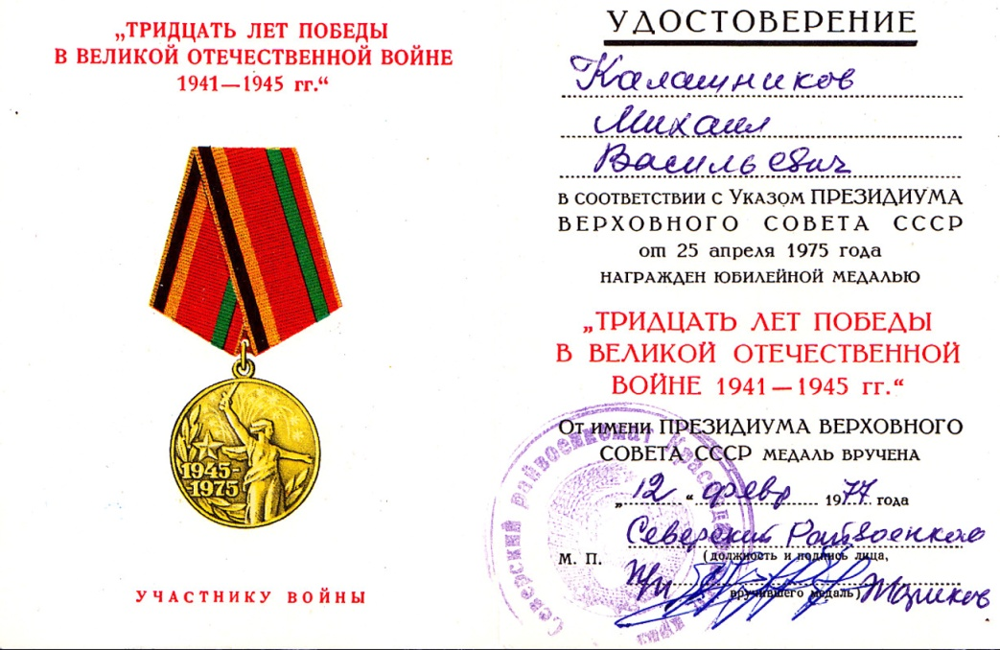 „ТРИДЦАТЬ ЛЕТ ПОБЕДЫ
В ВЕЛИКОЙ ОТЕЧЕСТВЕННОЙ ВОЙНЕ
1941—1945 гг.“
1945-
1975
УЧАСТНИКУ ВОЙНЫ
УДОСТОВЕРЕНИЕ
Калашников
Михаил
Васильевич
В СООТВЕТСТВИИ С УКАЗОМ ПРЕЗИДИУМА
ВЕРХОВНОГО СОВЕТА СССР
от 25 апреля 1975 года
НАГРАЖДЕН ЮБИЛЕЙНОЙ МЕДАЛЬЮ
„ТРИДЦАТЬ ЛЕТ ПОБЕДЫ
В ВЕЛИКОЙ ОТЕЧЕСТВЕННОЙ
ВОЙНЕ 1941—1945 гг.“
ОТ ИМЕНИ ПРЕЗИДИУМА ВЕРХОВНОГО
СОВЕТА СССР МЕДАЛЬ ВРУЧЕНА
„12“ февр 1977 года
Северский Райвоенком
М. П. (должность и подпись лица,
вручившего медаль)
Жариков
Северский райвоенкомат